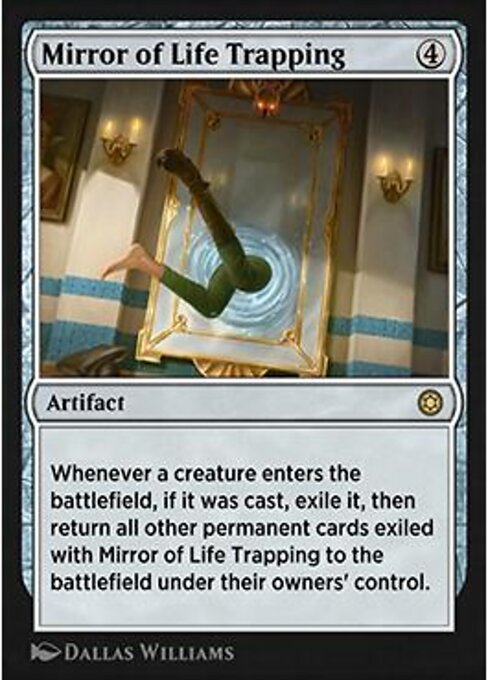 Mirror of Life Trapping 4
Artifact
Whenever a creature enters the
battlefield, if it was cast, exile it, then
return all other permanent cards exiled
with Mirror of Life Trapping to the
battlefield under their owners' control.
DALLAS WILLIAMS